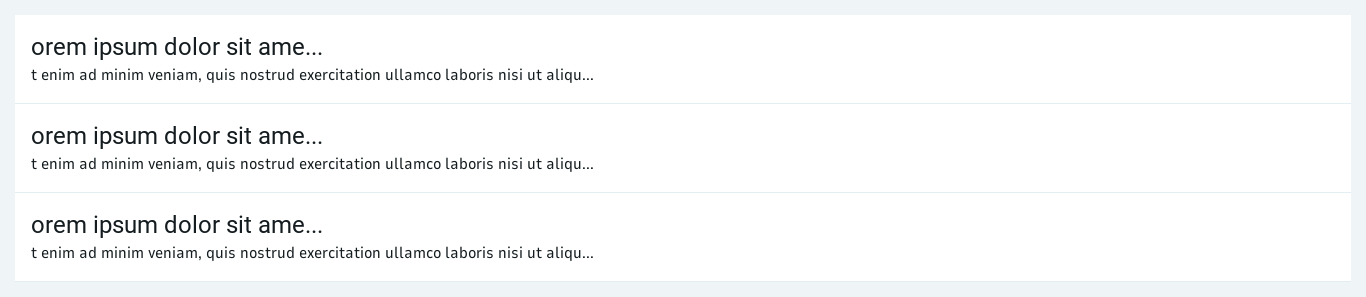 orem ipsum dolor sit ame...
t enim ad minim veniam, quis nostrud exercitation ullamco laboris nisi ut aliqu...
orem ipsum dolor sit ame...
t enim ad minim veniam, quis nostrud exercitation ullamco laboris nisi ut aliqu...
orem ipsum dolor sit ame...
t enim ad minim veniam, quis nostrud exercitation ullamco laboris nisi ut aliqu...